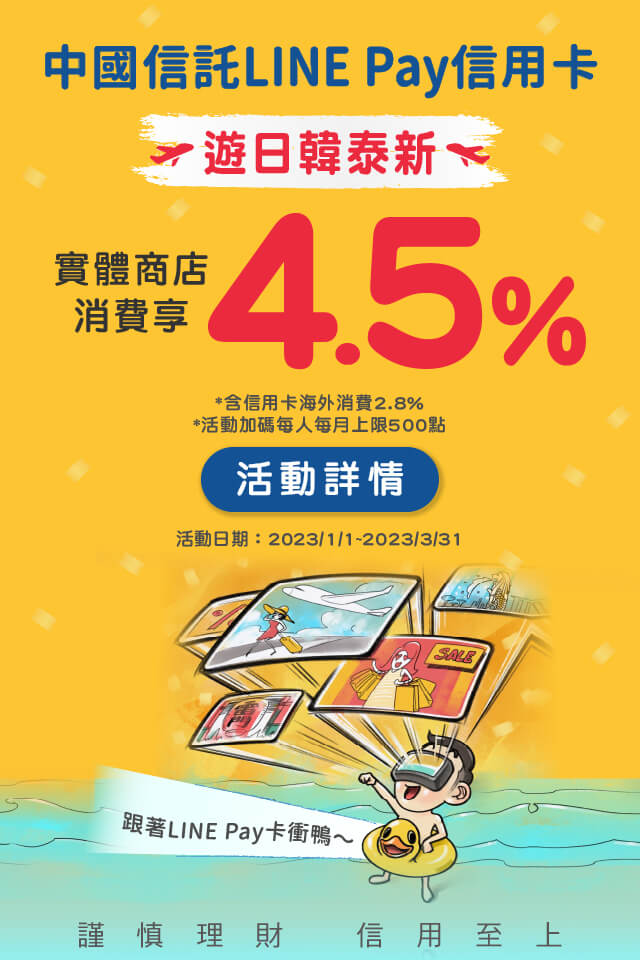 中國信託LINE Pay信用卡
遊日韓泰新
實體商店
消費享
4.5%
*含信用卡海外消費2.8%
*活動加碼每人每月上限500點
活動詳情
活動日期：2023/1/1~2023/3/31
%
SALE
雷門
跟著LINE Pay卡衝鴨～
謹慎理財 信用至上